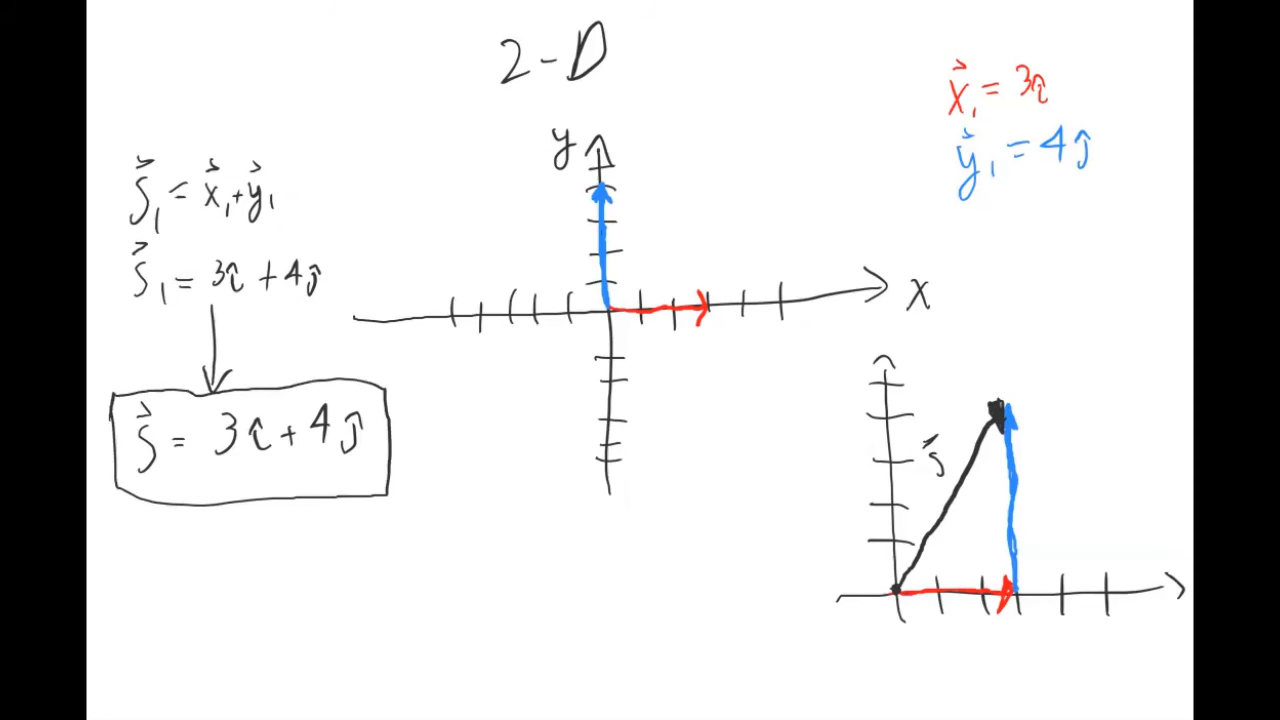 2-D
x⃗₁ = 3î
y⃗₁ = 4ĵ
y
s⃗₁ = x⃗₁+y⃗₁
s⃗₁ = 3î + 4ĵ
x
s⃗ = 3î + 4ĵ
s⃗